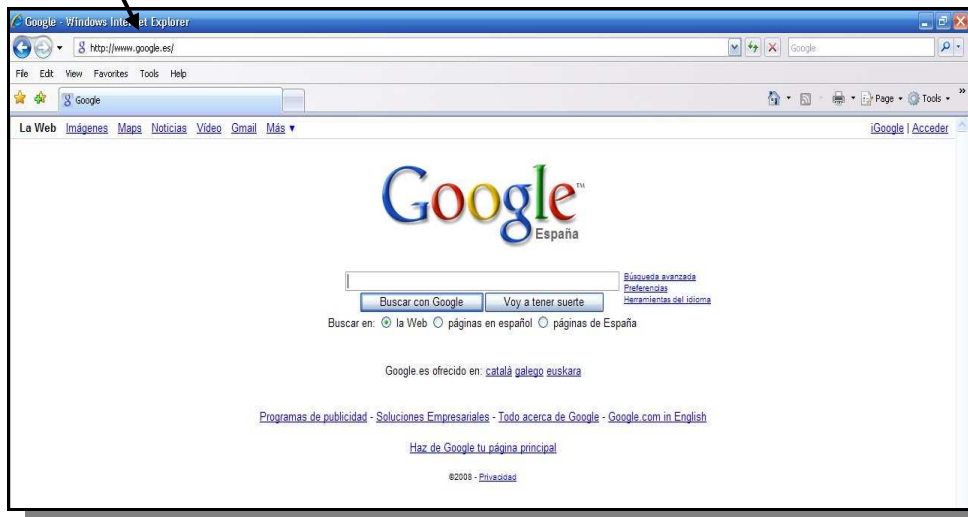 Google - Windows Internet Explorer
http://www.google.es/
Google
File Edit View Favorites Tools Help
Google
Page Tools
La Web Imágenes Maps Noticias Vídeo Gmail Más ▼
iGoogle | Acceder
Google™
España
Búsqueda avanzada
Preferencias
Herramientas del idioma
Buscar con Google Voy a tener suerte
Buscar en: la Web páginas en español páginas de España
Google.es ofrecido en: català galego euskara
Programas de publicidad - Soluciones Empresariales - Todo acerca de Google - Google.com in English
Haz de Google tu página principal
©2008 - Privacidad